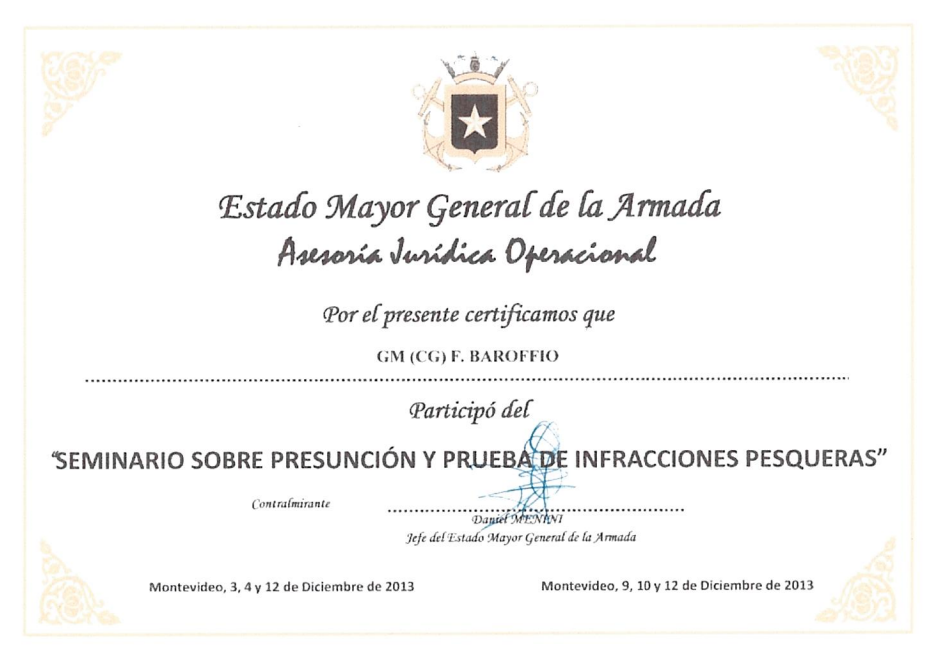 Estado Mayor General de la Armada
Asesoría Jurídica Operacional
Por el presente certificamos que
GM (CG) F. BAROFFIO
Participó del
“SEMINARIO SOBRE PRESUNCIÓN Y PRUEBA DE INFRACCIONES PESQUERAS”
Contralmirante
Daniel MENINI
Jefe del Estado Mayor General de la Armada
Montevideo, 3, 4 y 12 de Diciembre de 2013
Montevideo, 9, 10 y 12 de Diciembre de 2013